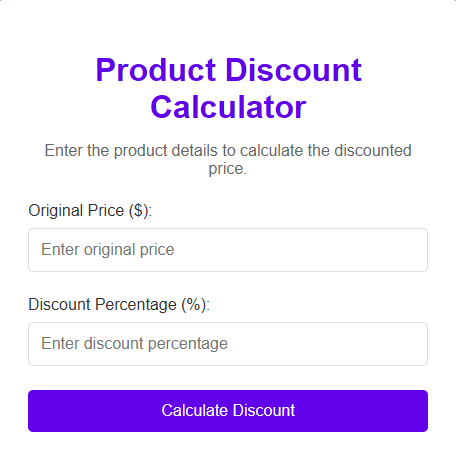 Product Discount
Calculator
Enter the product details to calculate the discounted
price.
Original Price ($):
Enter original price
Discount Percentage (%):
Enter discount percentage
Calculate Discount